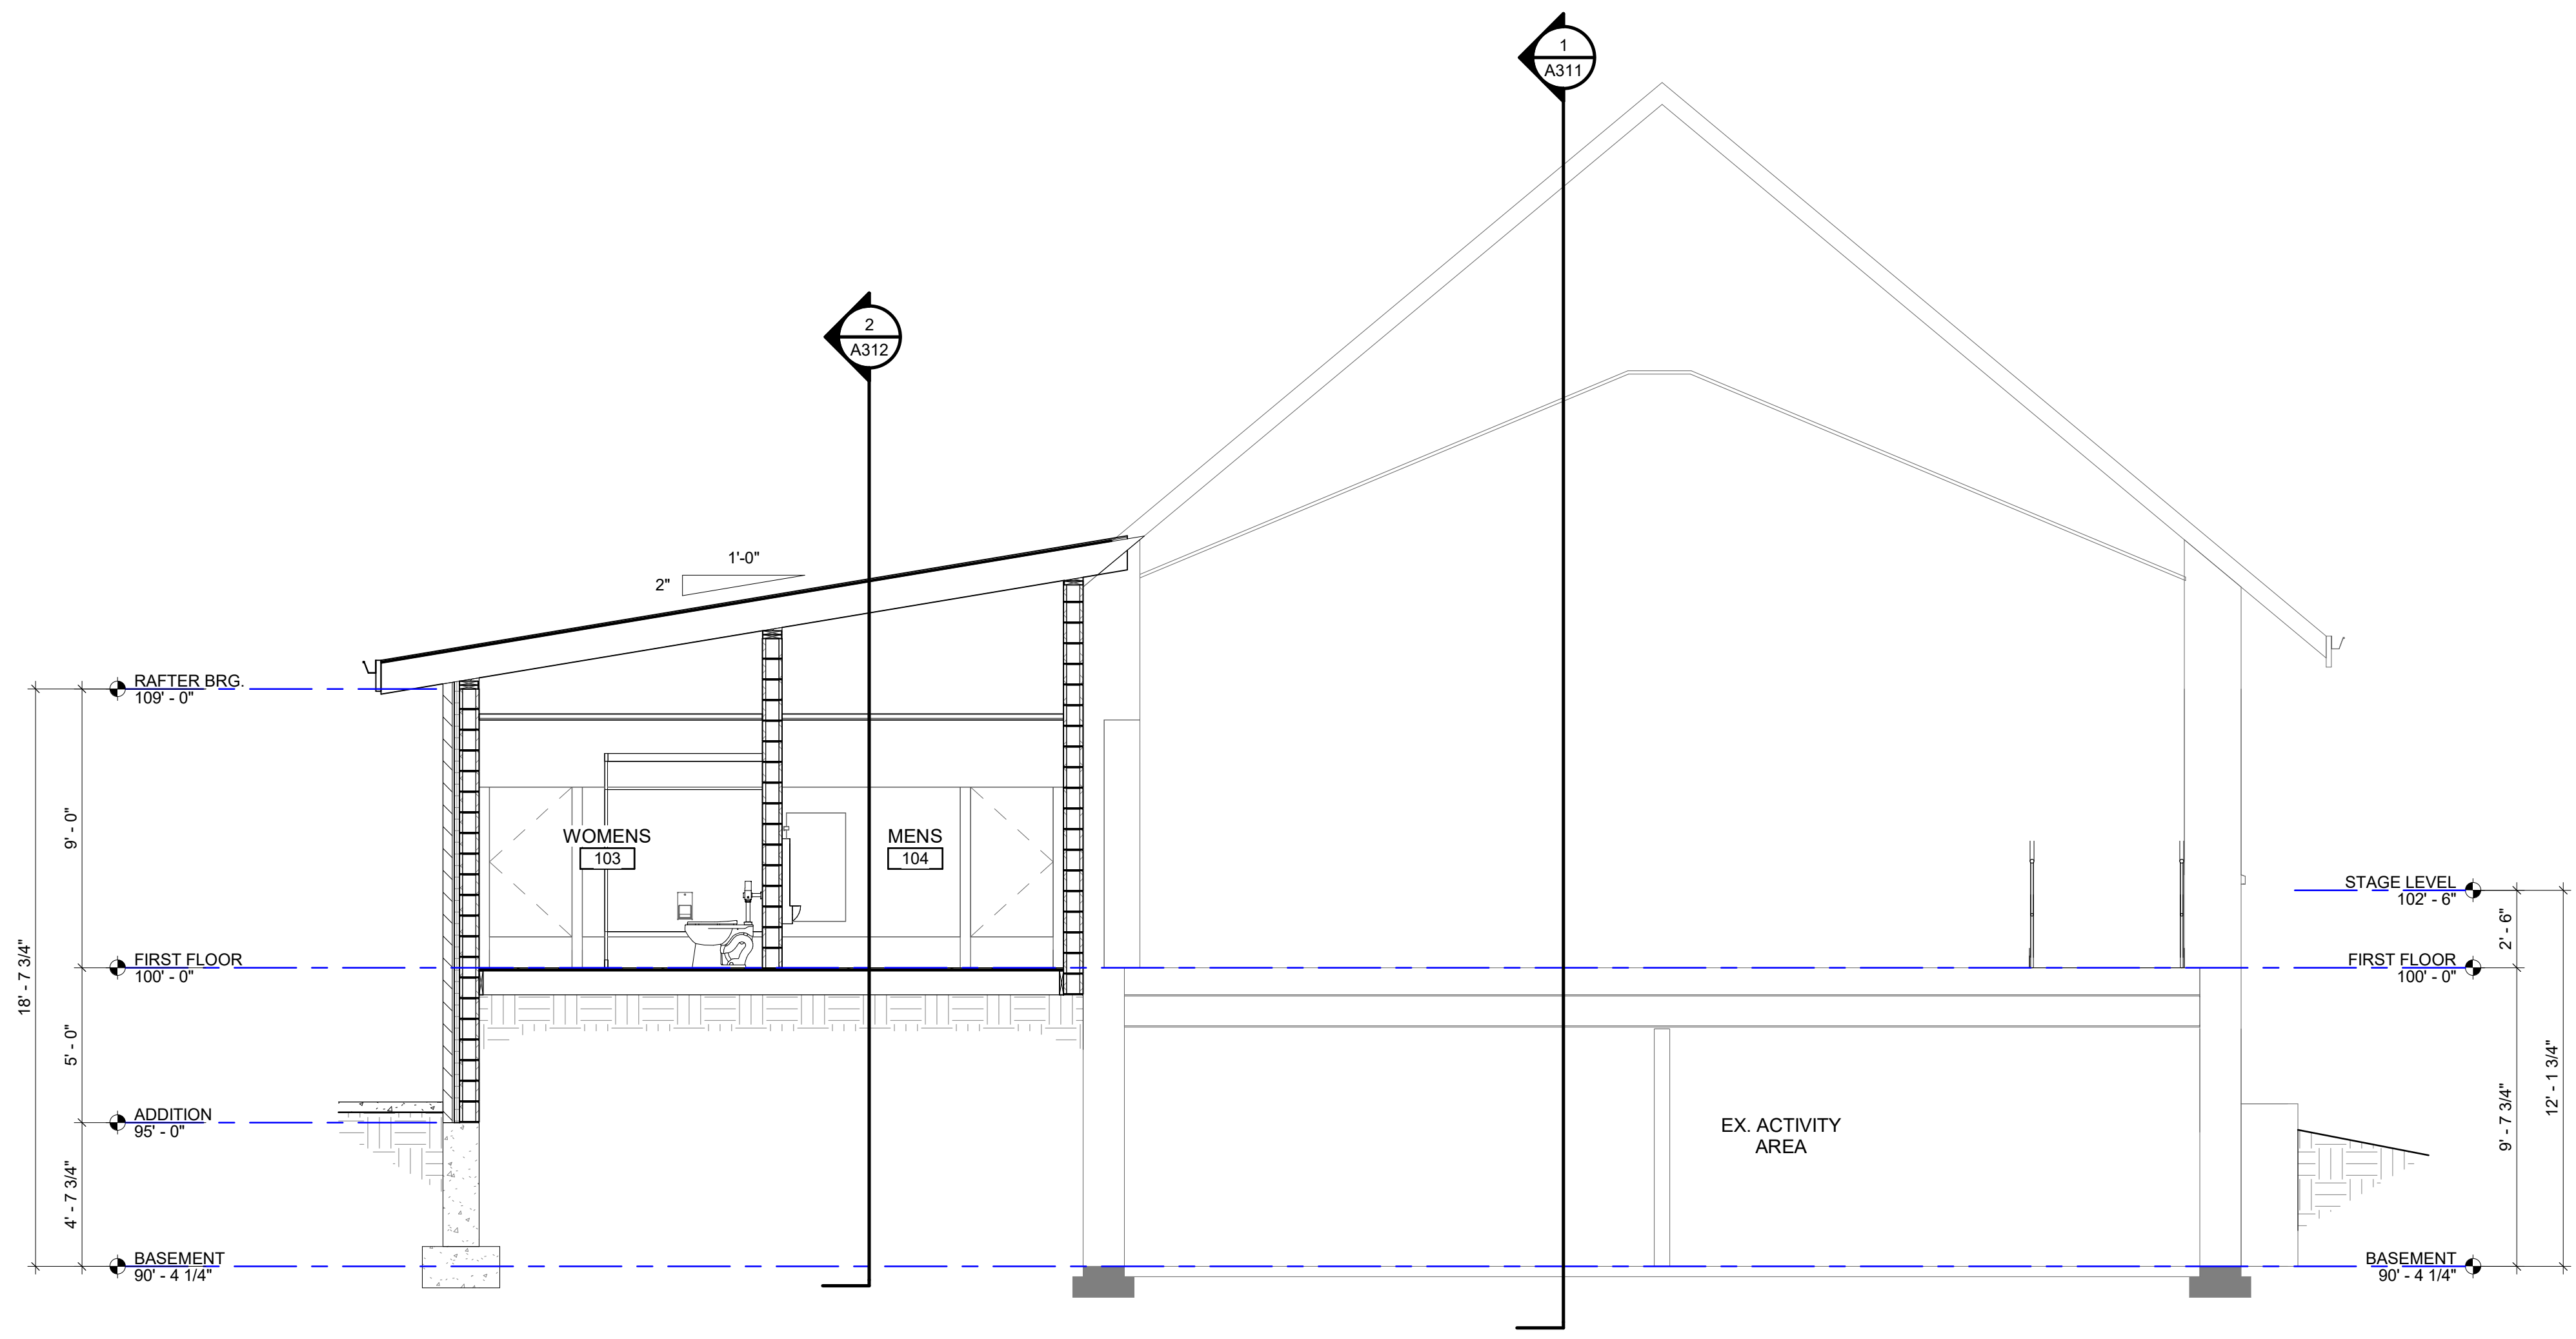 1
A311
2
A312
1'-0"
2"
RAFTER BRG.
109' - 0"
9' - 0"
WOMENS
103
MENS
104
STAGE LEVEL
102' - 6"
2' - 6"
18' - 7 3/4"
FIRST FLOOR
100' - 0"
FIRST FLOOR
100' - 0"
5' - 0"
12' - 1 3/4"
9' - 7 3/4"
ADDITION
95' - 0"
EX. ACTIVITY
AREA
4' - 7 3/4"
BASEMENT
90' - 4 1/4"
BASEMENT
90' - 4 1/4"